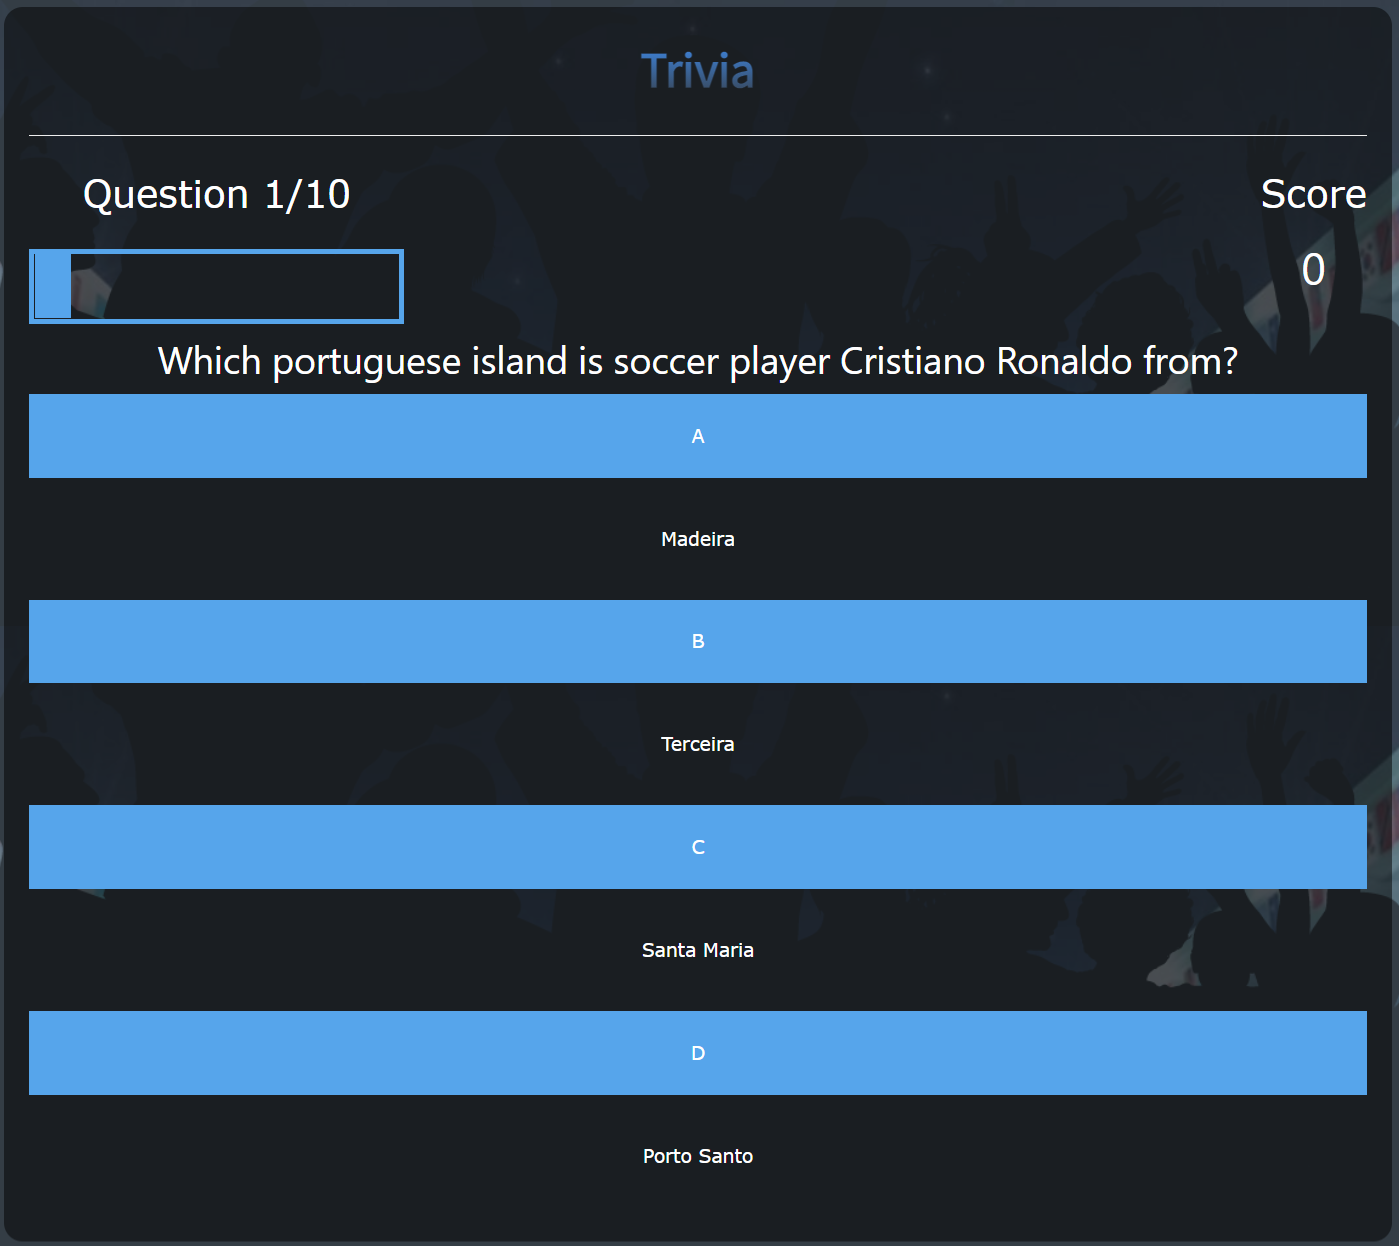 Trivia
Question 1/10
Score
0
Which portuguese island is soccer player Cristiano Ronaldo from?
A
Madeira
B
Terceira
C
Santa Maria
D
Porto Santo